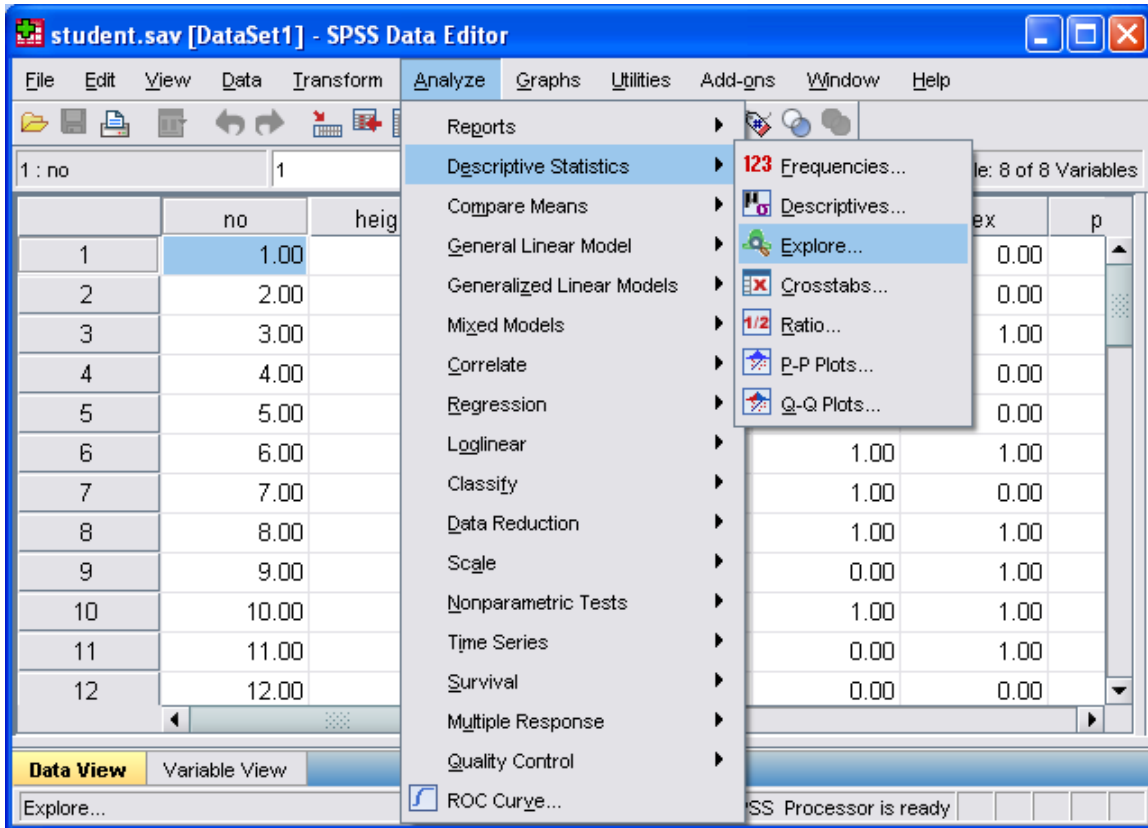 student.sav [DataSet1] - SPSS Data Editor
File Edit View Data Transform Analyze Graphs Utilities Add-ons Window Help
1 : no 1 le: 8 of 8 Variables
no heig ex p
1 1.00 0.00
2 2.00 0.00
3 3.00 1.00
4 4.00 0.00
5 5.00 0.00
6 6.00 1.00 1.00
7 7.00 1.00 0.00
8 8.00 1.00 1.00
9 9.00 0.00 1.00
10 10.00 1.00 1.00
11 11.00 0.00 1.00
12 12.00 0.00 0.00
Reports
Descriptive Statistics
Compare Means
General Linear Model
Generalized Linear Models
Mixed Models
Correlate
Regression
Loglinear
Classify
Data Reduction
Scale
Nonparametric Tests
Time Series
Survival
Multiple Response
Quality Control
ROC Curve...
123 Frequencies...
μσ Descriptives...
Explore...
Crosstabs...
1/2 Ratio...
P-P Plots...
Q-Q Plots...
Data View Variable View
Explore... PSS Processor is ready